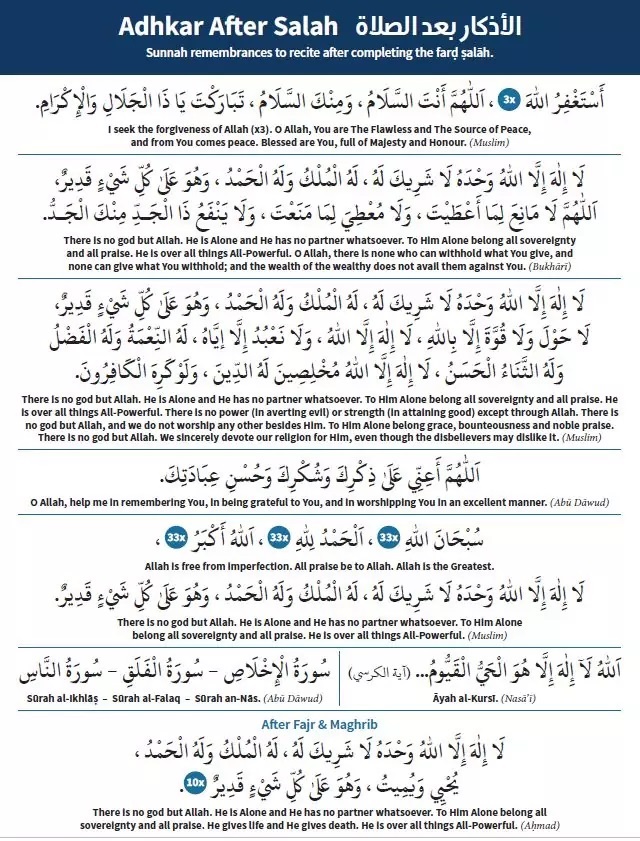 Adhkar After Salah الأذكار بعد الصلاة
Sunnah remembrances to recite after completing the farḍ ṣalāh.
أَسْتَغْفِرُ اللهَ 3x ، اَللّٰهُمَّ أَنْتَ السَّلَامُ ، وَمِنْكَ السَّلَامُ ، تَبَارَكْتَ يَا ذَا الْجَلَالِ وَالْإِكْرَامِ.
I seek the forgiveness of Allah (x3). O Allah, You are The Flawless and The Source of Peace,
and from You comes peace. Blessed are You, full of Majesty and Honour. (Muslim)
لَا إِلٰهَ إِلَّا اللهُ وَحْدَهُ لَا شَرِيكَ لَهُ ، لَهُ الْمُلْكُ وَلَهُ الْحَمْدُ ، وَهُوَ عَلَىٰ كُلِّ شَيْءٍ قَدِيرٌ،
اَللّٰهُمَّ لَا مَانِعَ لِمَا أَعْطَيْتَ ، وَلَا مُعْطِيَ لِمَا مَنَعْتَ ، وَلَا يَنْفَعُ ذَا الْجَدِّ مِنْكَ الْجَدُّ.
There is no god but Allah. He is Alone and He has no partner whatsoever. To Him Alone belong all sovereignty
and all praise. He is over all things All-Powerful. O Allah, there is none who can withhold what You give, and
none can give what You withhold; and the wealth of the wealthy does not avail them against You. (Bukhārī)
لَا إِلٰهَ إِلَّا اللهُ وَحْدَهُ لَا شَرِيكَ لَهُ ، لَهُ الْمُلْكُ وَلَهُ الْحَمْدُ ، وَهُوَ عَلَىٰ كُلِّ شَيْءٍ قَدِيرٌ،
لَا حَوْلَ وَلَا قُوَّةَ إِلَّا بِاللهِ ، لَا إِلٰهَ إِلَّا اللهُ ، وَلَا نَعْبُدُ إِلَّا إِيَّاهُ ، لَهُ النِّعْمَةُ وَلَهُ الْفَضْلُ
وَلَهُ الثَّنَاءُ الْحَسَنُ ، لَا إِلٰهَ إِلَّا اللهُ مُخْلِصِينَ لَهُ الدِّينَ ، وَلَوْ كَرِهَ الْكَافِرُونَ.
There is no god but Allah. He is Alone and He has no partner whatsoever. To Him Alone belong all sovereignty and all praise. He
is over all things All-Powerful. There is no power (in averting evil) or strength (in attaining good) except through Allah. There is
no god but Allah, and we do not worship any other besides Him. To Him Alone belong grace, bounteousness and noble praise.
There is no god but Allah. We sincerely devote our religion for Him, even though the disbelievers may dislike it. (Muslim)
اَللّٰهُمَّ أَعِنِّي عَلَىٰ ذِكْرِكَ وَشُكْرِكَ وَحُسْنِ عِبَادَتِكَ.
O Allah, help me in remembering You, in being grateful to You, and in worshipping You in an excellent manner. (Abū Dāwud)
سُبْحَانَ اللهِ 33x ، اَلْحَمْدُ لِلهِ 33x ، اَللهُ أَكْبَرُ 33x ،
Allah is free from imperfection. All praise be to Allah. Allah is the Greatest.
لَا إِلٰهَ إِلَّا اللهُ وَحْدَهُ لَا شَرِيكَ لَهُ ، لَهُ الْمُلْكُ وَلَهُ الْحَمْدُ ، وَهُوَ عَلَىٰ كُلِّ شَيْءٍ قَدِيرٌ.
There is no god but Allah. He is Alone and He has no partner whatsoever. To Him Alone
belong all sovereignty and all praise. He is over all things All-Powerful. (Muslim)
اَللهُ لَآ إِلٰهَ إِلَّا هُوَ الْحَيُّ الْقَيُّومُ... (آية الكرسي)
Āyah al-Kursī. (Nasā’ī)
سُورَةُ الْإِخْلَاصِ – سُورَةُ الْفَلَقِ – سُورَةُ النَّاسِ
Sūrah al-Ikhlāṣ – Sūrah al-Falaq – Sūrah an-Nās. (Abū Dāwud)
After Fajr & Maghrib
لَا إِلٰهَ إِلَّا اللهُ وَحْدَهُ لَا شَرِيكَ لَهُ ، لَهُ الْمُلْكُ وَلَهُ الْحَمْدُ ،
يُحْيِي وَيُمِيتُ ، وَهُوَ عَلَىٰ كُلِّ شَيْءٍ قَدِيرٌ 10x.
There is no god but Allah. He is Alone and He has no partner whatsoever. To Him Alone belong all
sovereignty and all praise. He gives life and He gives death. He is over all things All-Powerful. (Aḥmad)